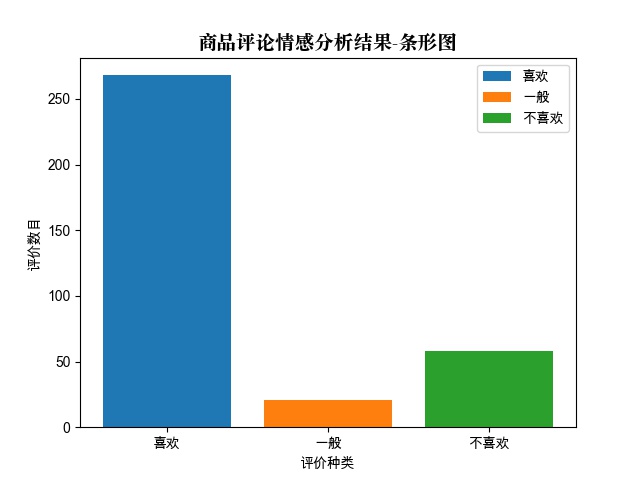 商品评论情感分析结果-条形图
喜欢
一般
不喜欢
评价数目
250
200
150
100
50
0
喜欢 一般 不喜欢
评价种类